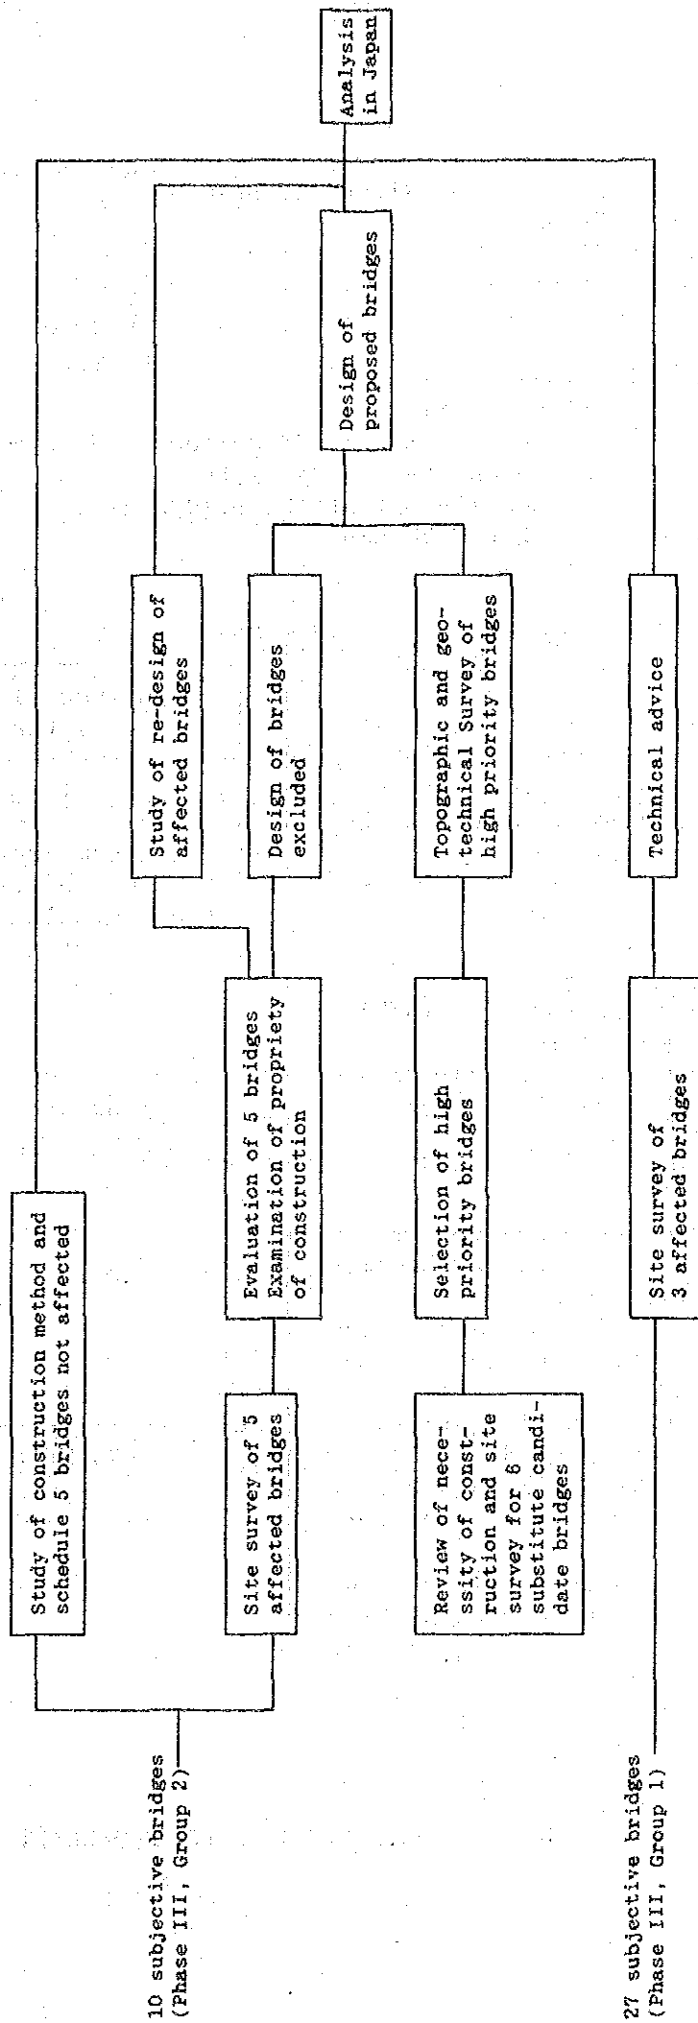 10 subjective bridges
(Phase III, Group 2)
Study of construction method and
schedule 5 bridges not affected
Site survey of 5
affected bridges
Evaluation of 5 bridges
Examination of propriety
of construction
Study of re-design of
affected bridges
Design of bridges
excluded
Review of nece-
ssity of const-
ruction and site
survey for 6
substitute candi-
date bridges
Selection of high
priority bridges
Topographic and geo-
technical Survey of
high priority bridges
Design of
proposed bridges
Analysis
in Japan
27 subjective bridges
(Phase III, Group 1)
Site survey of
3 affected bridges
Technical advice